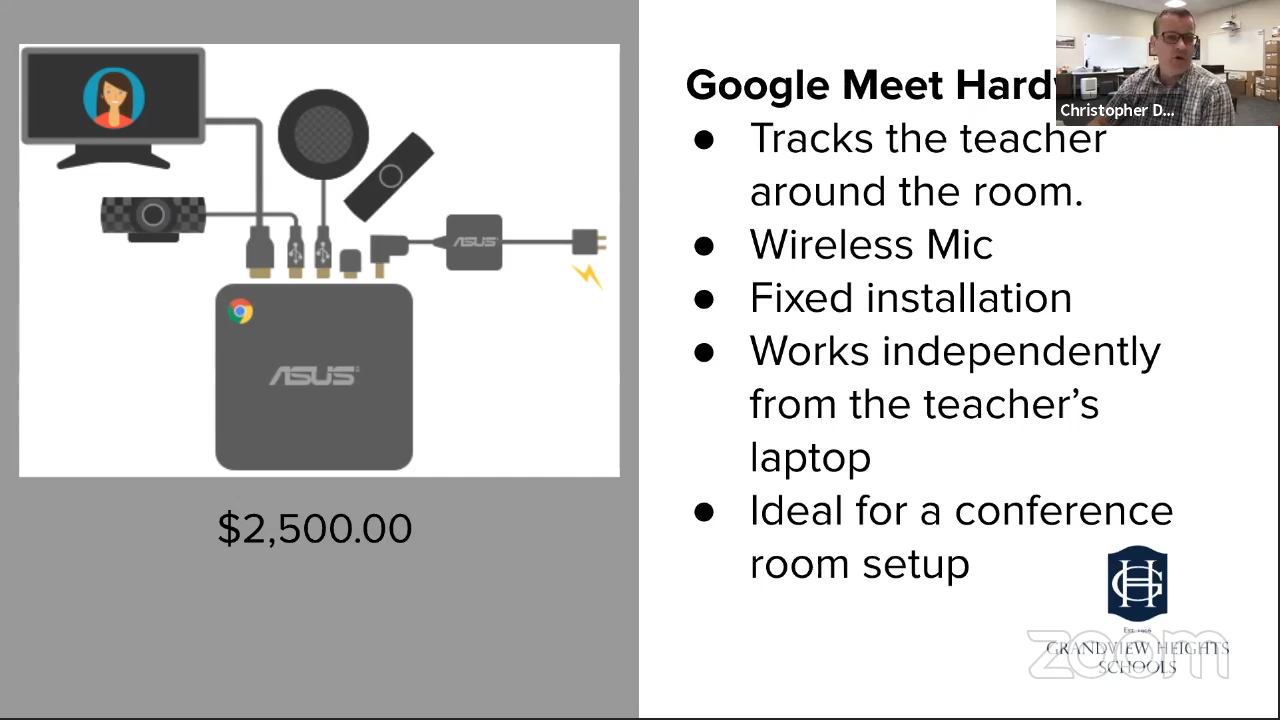 Google Meet Hard
Christopher D...
● Tracks the teacher
around the room.
● Wireless Mic
● Fixed installation
● Works independently
from the teacher's
laptop
● Ideal for a conference
room setup
ASUS
ASUS
$2,500.00
GH
zoom
GRANDVIEW HEIGHTS
SCHOOLS